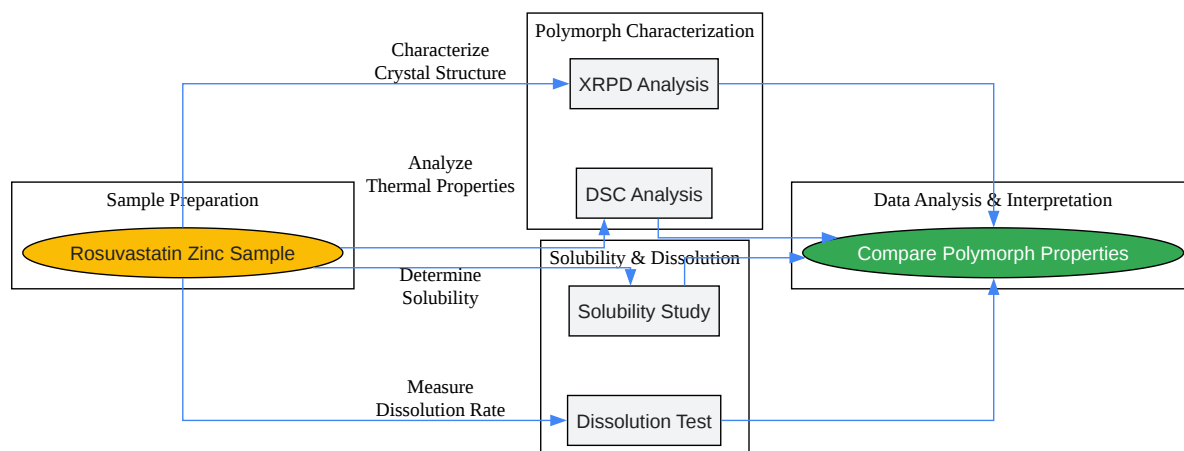 Characterize
Crystal Structure
Polymorph Characterization
XRPD Analysis
Analyze
Thermal Properties
DSC Analysis
Sample Preparation
Rosuvastatin Zinc Sample
Data Analysis & Interpretation
Compare Polymorph Properties
Determine
Solubility
Solubility & Dissolution
Solubility Study
Measure
Dissolution Rate
Dissolution Test